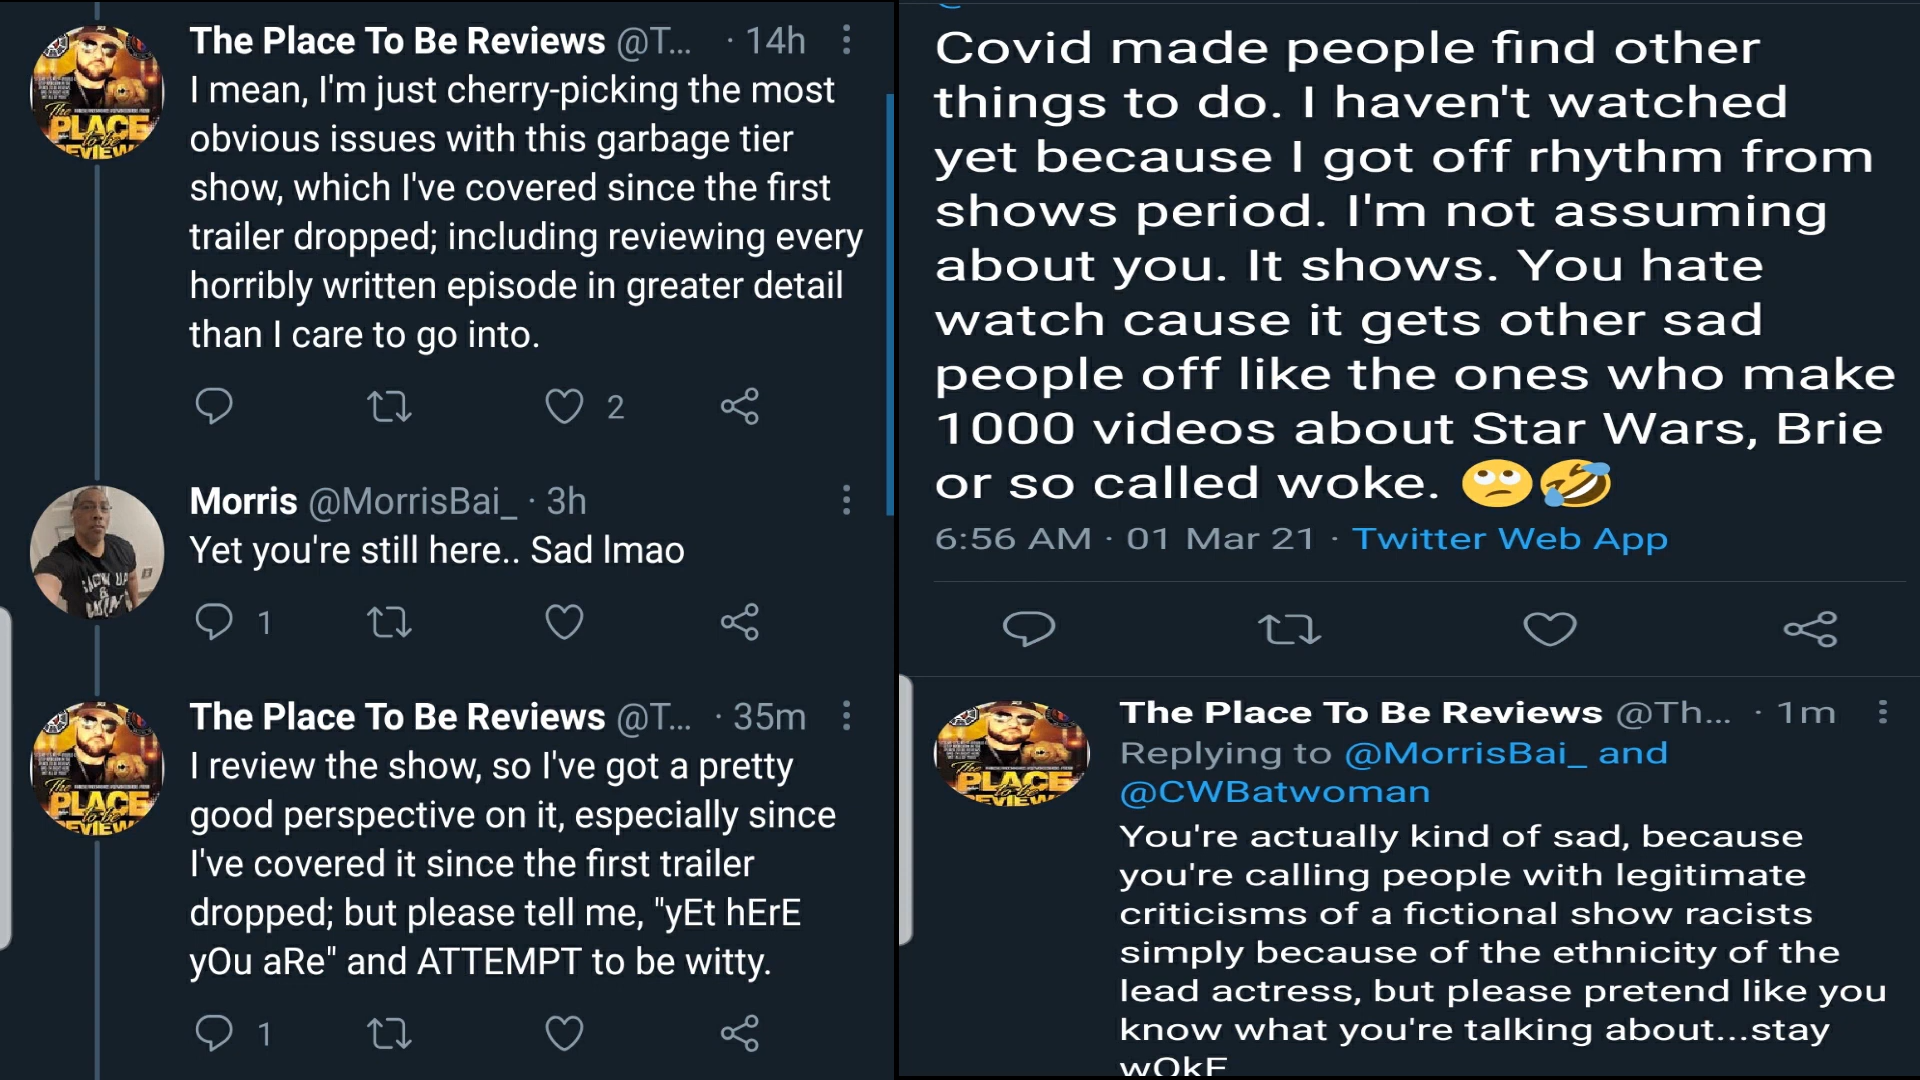 The Place To Be Reviews @T... · 14h
I mean, I'm just cherry-picking the most
obvious issues with this garbage tier
show, which I've covered since the first
trailer dropped; including reviewing every
horribly written episode in greater detail
than I care to go into.
2
Morris @MorrisBai_ · 3h
Yet you're still here.. Sad lmao
1
The Place To Be Reviews @T... · 35m
I review the show, so I've got a pretty
good perspective on it, especially since
I've covered it since the first trailer
dropped; but please tell me, "yEt hErE
yOu aRe" and ATTEMPT to be witty.
1
Covid made people find other
things to do. I haven't watched
yet because I got off rhythm from
shows period. I'm not assuming
about you. It shows. You hate
watch cause it gets other sad
people off like the ones who make
1000 videos about Star Wars, Brie
or so called woke. 🙄🤣
6:56 AM · 01 Mar 21 · Twitter Web App
The Place To Be Reviews @Th... · 1m
Replying to @MorrisBai_ and
@CWBatwoman
You're actually kind of sad, because
you're calling people with legitimate
criticisms of a fictional show racists
simply because of the ethnicity of the
lead actress, but please pretend like you
know what you're talking about...stay
wOkE